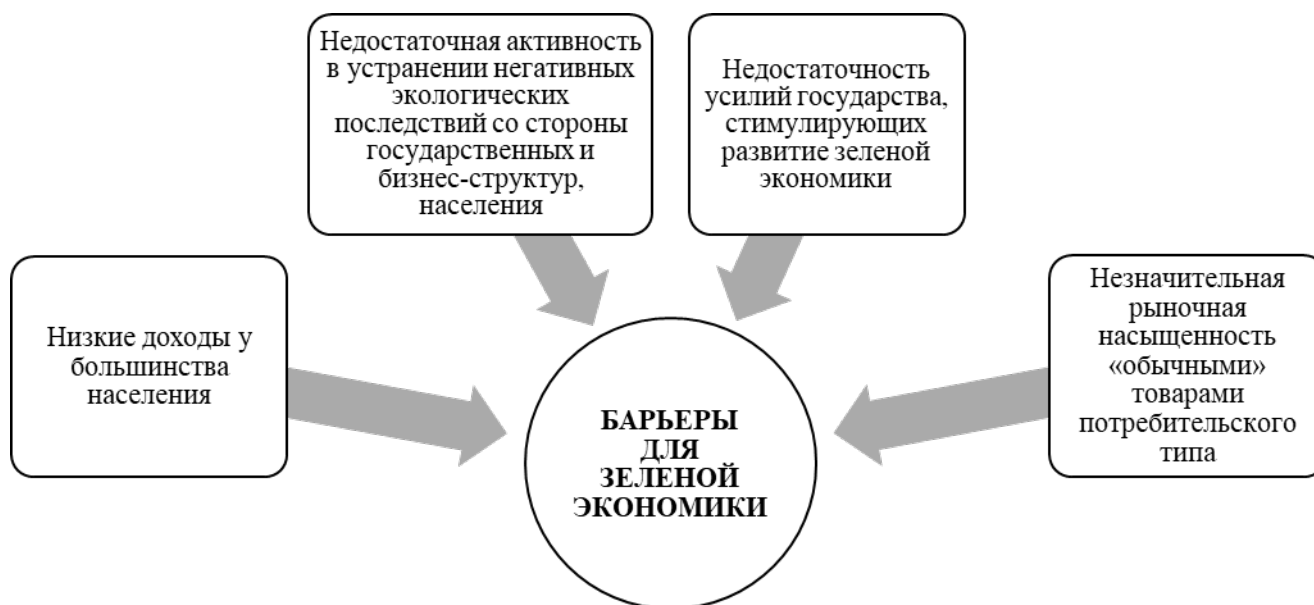 Недостаточная активность
в устранении негативных
экологических
последствий со стороны
государственных и
бизнес-структур,
населения
Недостаточность
усилий государства,
стимулирующих
развитие зеленой
экономики
Низкие доходы у
большинства
населения
Незначительная
рыночная
насыщенность
«обычными»
товарами
потребительского
типа
БАРЬЕРЫ
ДЛЯ
ЗЕЛЕНОЙ
ЭКОНОМИКИ